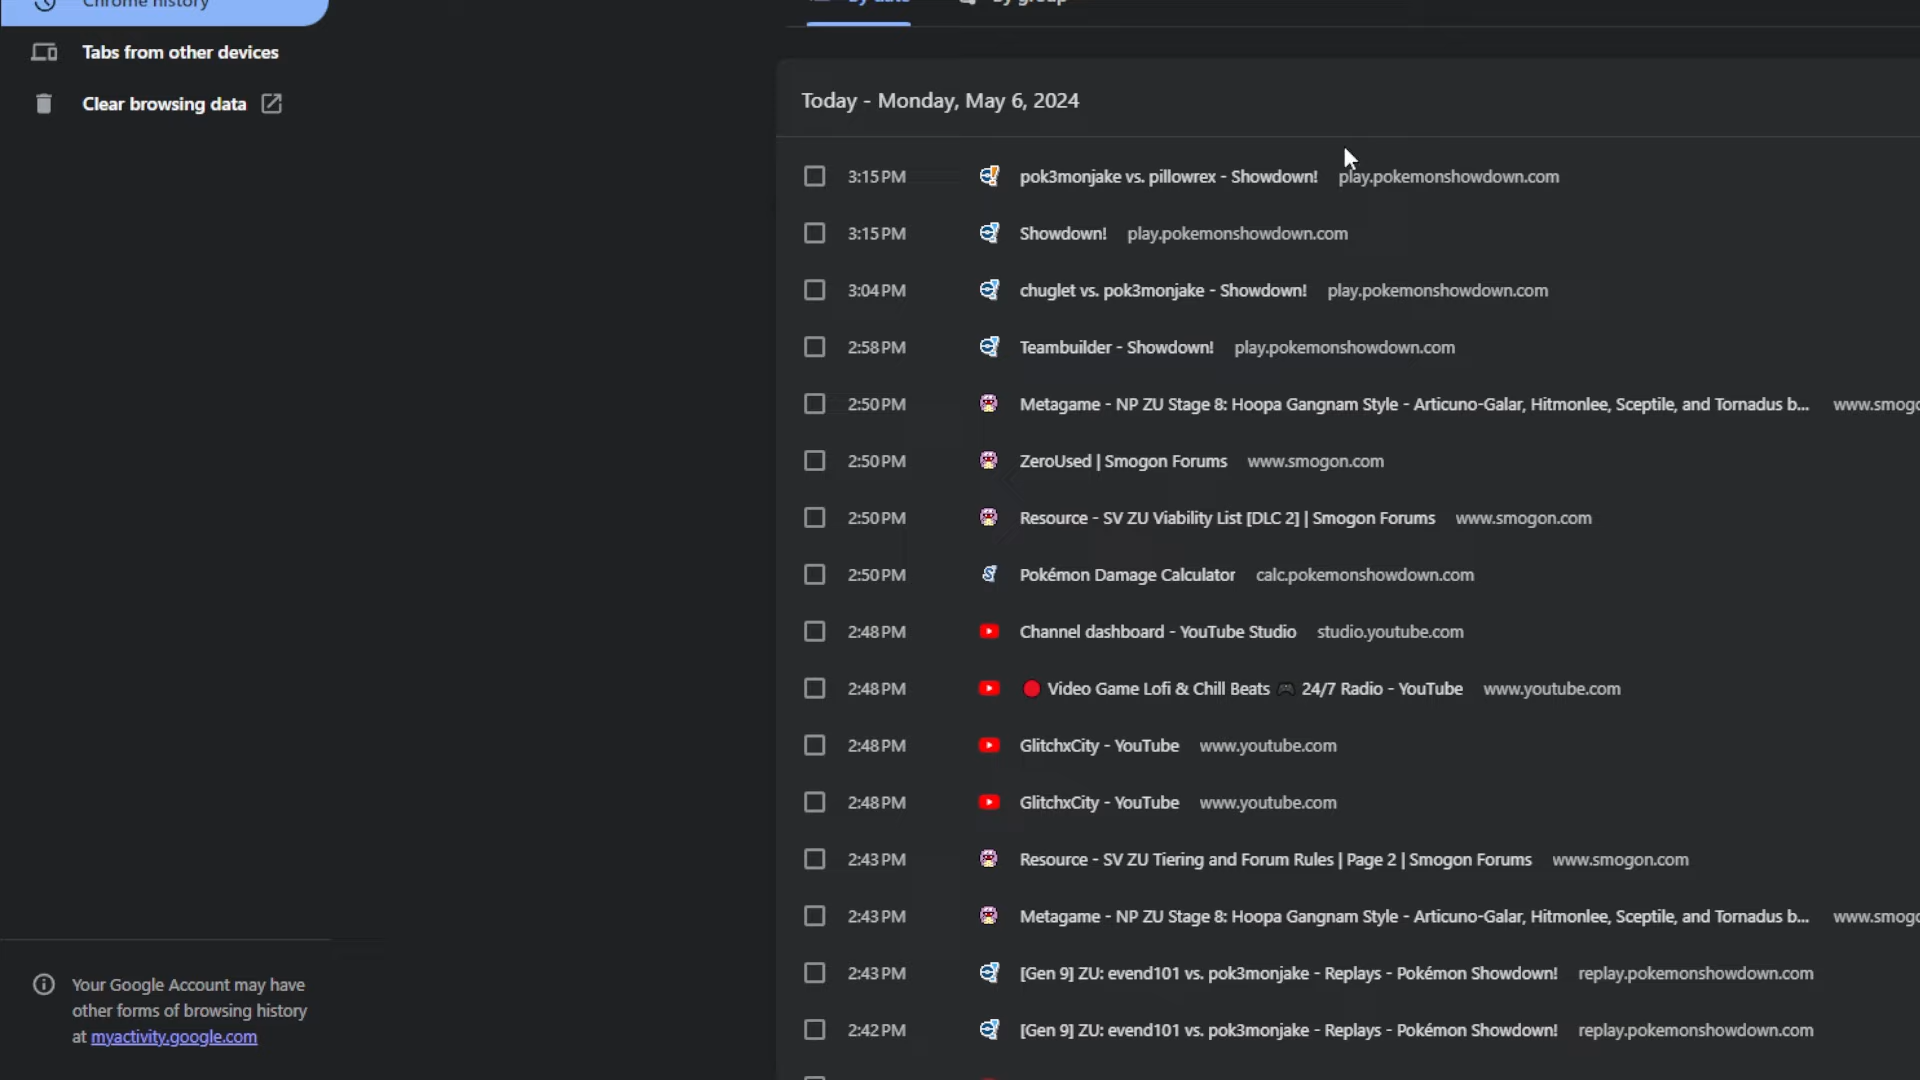 Chrome history
By date
By group
Tabs from other devices
Clear browsing data
Today - Monday, May 6, 2024
3:15 PM pok3monjake vs. pillowrex - Showdown! play.pokemonshowdown.com
3:15 PM Showdown! play.pokemonshowdown.com
3:04 PM chuglet vs. pok3monjake - Showdown! play.pokemonshowdown.com
2:58 PM Teambuilder - Showdown! play.pokemonshowdown.com
2:50 PM Metagame - NP ZU Stage 8: Hoopa Gangnam Style - Articuno-Galar, Hitmonlee, Sceptile, and Tornadus b... www.smogo
2:50 PM ZeroUsed | Smogon Forums www.smogon.com
2:50 PM Resource - SV ZU Viability List [DLC 2] | Smogon Forums www.smogon.com
2:50 PM Pokémon Damage Calculator calc.pokemonshowdown.com
2:48 PM Channel dashboard - YouTube Studio studio.youtube.com
2:48 PM 🔴 Video Game Lofi & Chill Beats 🎮 24/7 Radio - YouTube www.youtube.com
2:48 PM GlitchxCity - YouTube www.youtube.com
2:48 PM GlitchxCity - YouTube www.youtube.com
2:43 PM Resource - SV ZU Tiering and Forum Rules | Page 2 | Smogon Forums www.smogon.com
2:43 PM Metagame - NP ZU Stage 8: Hoopa Gangnam Style - Articuno-Galar, Hitmonlee, Sceptile, and Tornadus b... www.smogo
2:43 PM [Gen 9] ZU: evend101 vs. pok3monjake - Replays - Pokémon Showdown! replay.pokemonshowdown.com
2:42 PM [Gen 9] ZU: evend101 vs. pok3monjake - Replays - Pokémon Showdown! replay.pokemonshowdown.com
Your Google Account may have
other forms of browsing history
at myactivity.google.com